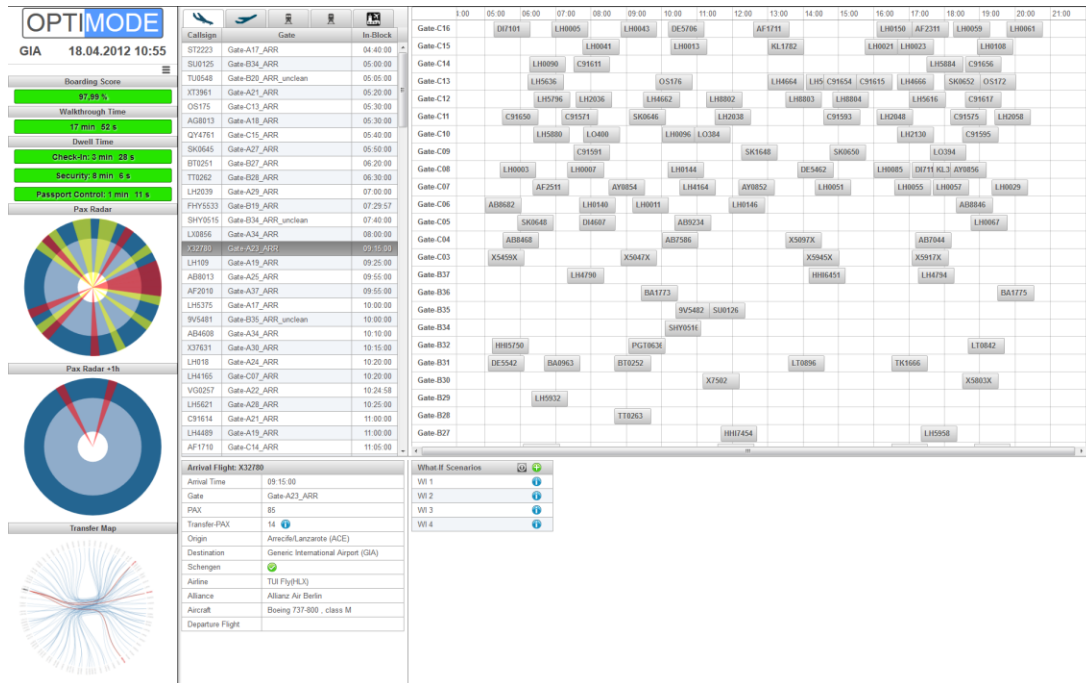 OPTIMODE
GIA 18.04.2012 10:55
Boarding Score
97,99 %
Walkthrough Time
17 min 52 s
Dwell Time
Check-In: 3 min 28 s
Security: 8 min 6 s
Passport Control: 1 min 11 s
Pax Radar
Pax Radar +1h
Transfer Map
Callsign Gate In-Block
ST2223 Gate-A17_ARR 04:40:00
SU0125 Gate-B34_ARR 05:00:00
TU0548 Gate-B20_ARR_unclean 05:05:00
XT3961 Gate-A21_ARR 05:20:00
OS175 Gate-C13_ARR 05:30:00
AG8013 Gate-A18_ARR 05:30:00
QY4761 Gate-C15_ARR 05:40:00
SK0645 Gate-A27_ARR 05:50:00
BT0251 Gate-B27_ARR 06:20:00
TT0262 Gate-B28_ARR 06:30:00
LH2039 Gate-A29_ARR 07:00:00
FHY5533 Gate-B19_ARR 07:29:57
SHY0515 Gate-B34_ARR_unclean 07:40:00
LX0856 Gate-A34_ARR 08:00:00
X32780 Gate-A23_ARR 09:15:00
LH109 Gate-A19_ARR 09:25:00
AB8013 Gate-A25_ARR 09:55:00
AF2010 Gate-A37_ARR 09:55:00
LH5375 Gate-A17_ARR 10:00:00
9V5481 Gate-B35_ARR_unclean 10:00:00
AB4608 Gate-A34_ARR 10:10:00
X37631 Gate-A30_ARR 10:15:00
LH018 Gate-A24_ARR 10:20:00
LH4165 Gate-C07_ARR 10:20:00
VG0257 Gate-A22_ARR 10:24:58
LH5621 Gate-A28_ARR 10:25:00
C91614 Gate-A21_ARR 11:00:00
LH4489 Gate-A19_ARR 11:00:00
AF1710 Gate-C14_ARR 11:05:00
05:00 06:00 07:00 08:00 09:00 10:00 11:00 12:00 13:00 14:00 15:00 16:00 17:00 18:00 19:00 20:00 21:00
Gate-C16 DI7101 LH0005 LH0043 DE5706 AF1711 LH0150 AF2311 LH0059 LH0061
Gate-C15 LH0041 LH0013 KL1782 LH0021 LH0023 LH0108
Gate-C14 LH0090 C91611 LH5884 C91656
Gate-C13 LH5636 OS176 LH4664 LH5 C91654 C91615 LH4666 SK0652 OS172
Gate-C12 LH5796 LH2036 LH4662 LH8802 LH8803 LH8804 LH5616 C91617
Gate-C11 C91650 C91571 SK0646 LH2038 C91593 LH2048 C91575 LH2058
Gate-C10 LH5880 LO400 LH0096 LO384 LH2130 C91595
Gate-C09 C91591 SK1648 SK0650 LO394
Gate-C08 LH0003 LH0007 LH0144 DE5462 LH0085 DI711 KL3 AY0856
Gate-C07 AF2511 AY0854 LH4164 AY0852 LH0051 LH0055 LH0057 LH0029
Gate-C06 AB8682 LH0140 LH0011 LH0146 AB8846
Gate-C05 SK0648 DI4607 AB9234 LH0067
Gate-C04 AB8468 AB7586 X5097X AB7044
Gate-C03 X5459X X5047X X5945X X5917X
Gate-B37 LH4790 HHI6451 LH4794
Gate-B36 BA1773 BA1775
Gate-B35 9V5482 SU0126
Gate-B34 SHY0516
Gate-B32 HHI5750 PGT0636 LT0842
Gate-B31 DE5542 BA0963 BT0252 LT0896 TK1666
Gate-B30 X7502 X5803X
Gate-B29 LH5932
Gate-B28 TT0263
Gate-B27 HHI7454 LH5958
Arrival Flight: X32780
Arrival Time 09:15:00
Gate Gate-A23_ARR
PAX 85
Transfer-PAX 14
Origin Arrecife/Lanzarote (ACE)
Destination Generic International Airport (GIA)
Schengen
Airline TUI Fly(HLX)
Alliance Allianz Air Berlin
Aircraft Boeing 737-800 , class M
Departure Flight
What-If Scenarios
WI 1
WI 2
WI 3
WI 4